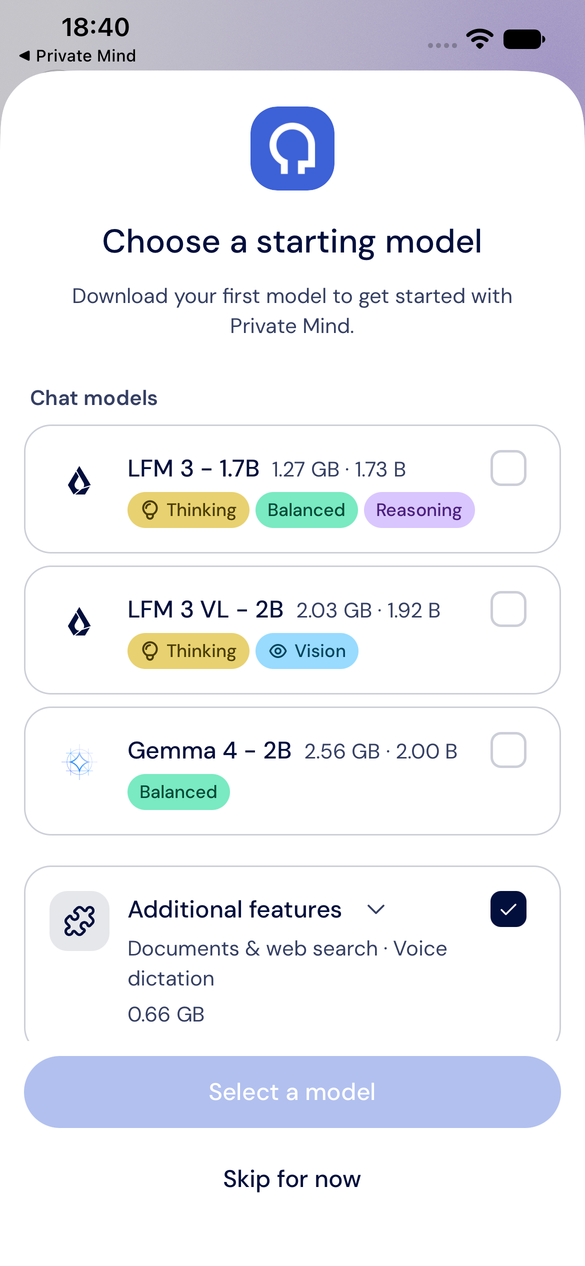 18:40
◀ Private Mind
Choose a starting model
Download your first model to get started with
Private Mind.
Chat models
LFM 3 - 1.7B 1.27 GB · 1.73 B
Thinking Balanced Reasoning
LFM 3 VL - 2B 2.03 GB · 1.92 B
Thinking Vision
Gemma 4 - 2B 2.56 GB · 2.00 B
Balanced
Additional features
Documents & web search · Voice
dictation
0.66 GB
Select a model
Skip for now